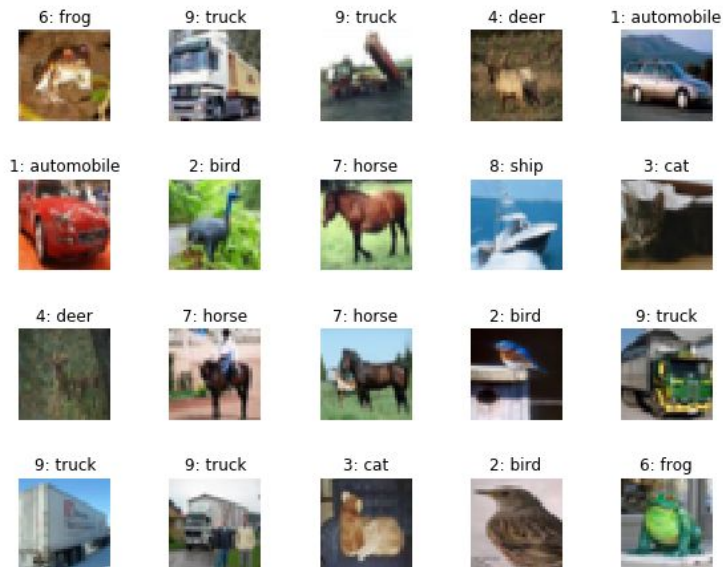 6: frog
9: truck
9: truck
4: deer
1: automobile
1: automobile
2: bird
7: horse
8: ship
3: cat
4: deer
7: horse
7: horse
2: bird
9: truck
9: truck
9: truck
3: cat
2: bird
6: frog